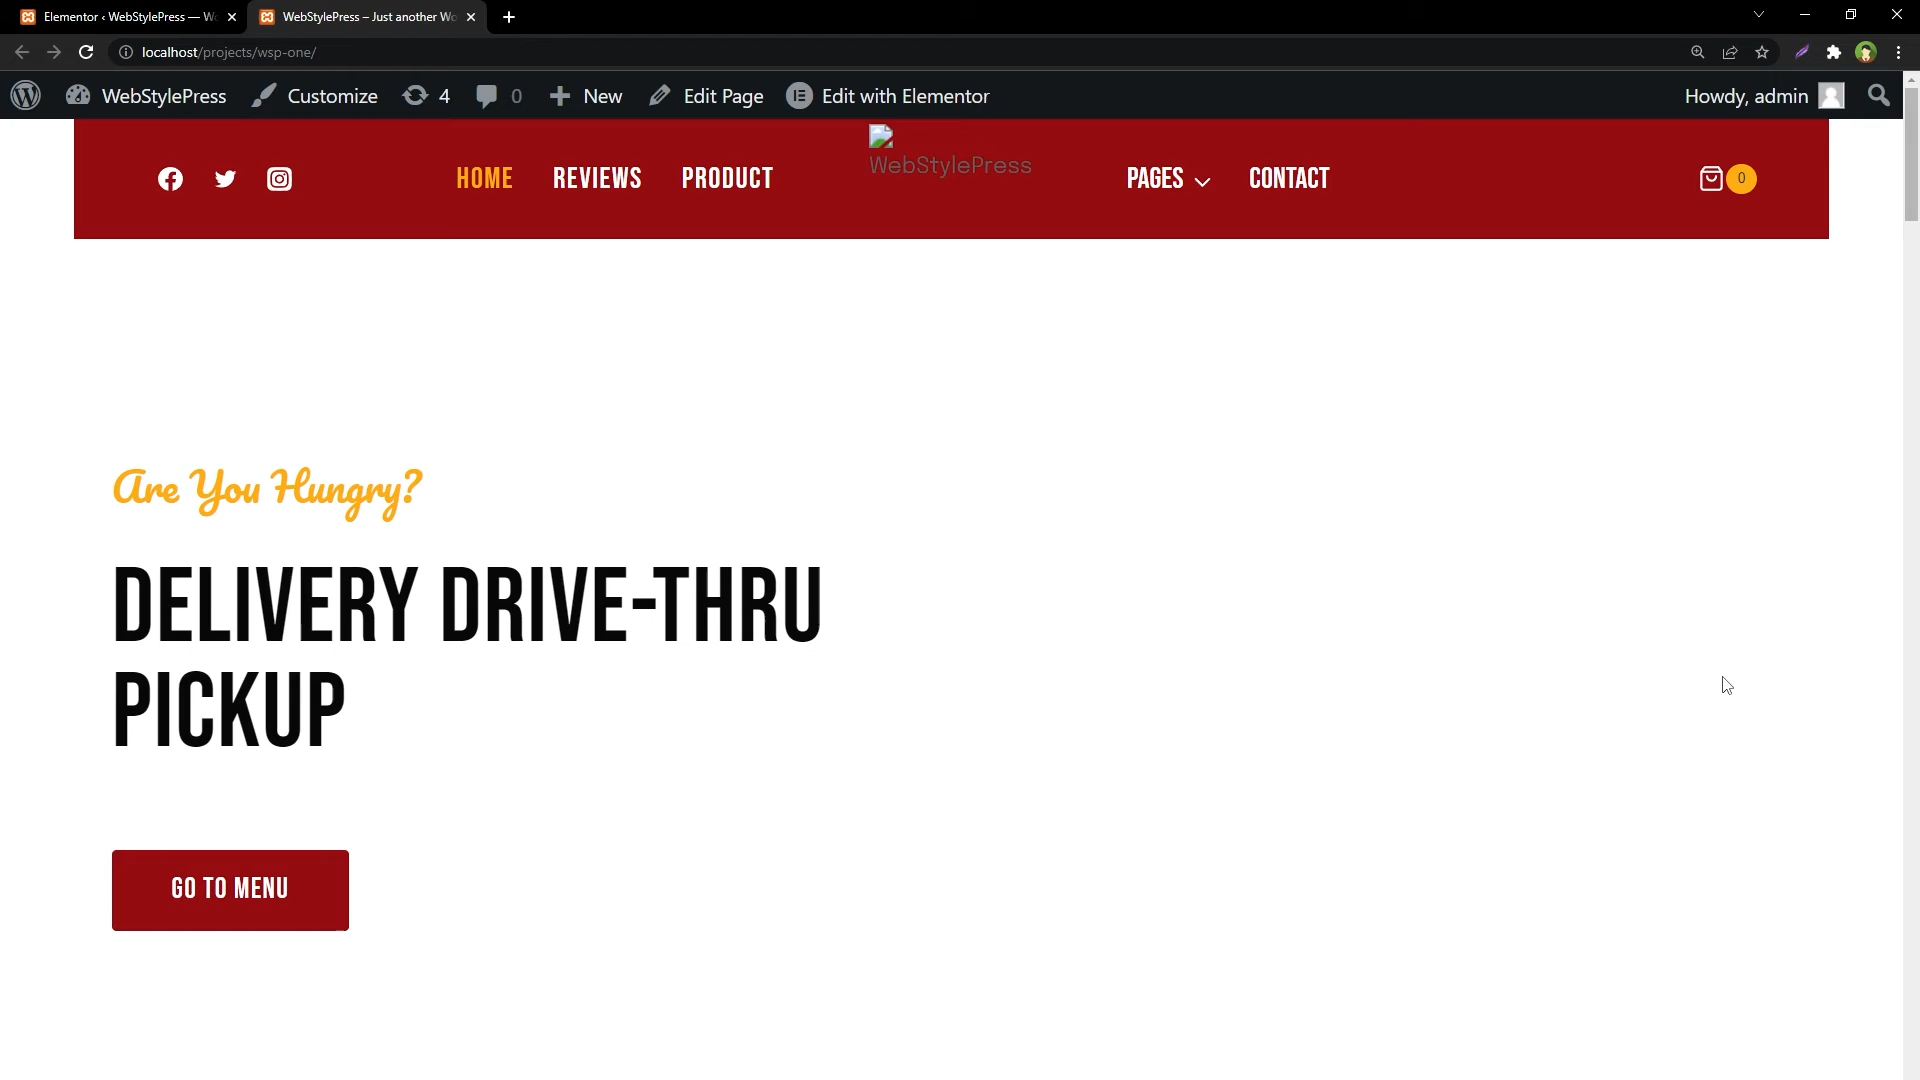 Elementor ‹ WebStylePress — Wo
WebStylePress – Just another Wo
localhost/projects/wsp-one/
WebStylePress
Customize
4
0
New
Edit Page
Edit with Elementor
Howdy, admin
HOME
REVIEWS
PRODUCT
WebStylePress
PAGES
CONTACT
0
Are You Hungry?
DELIVERY DRIVE-THRU
PICKUP
GO TO MENU